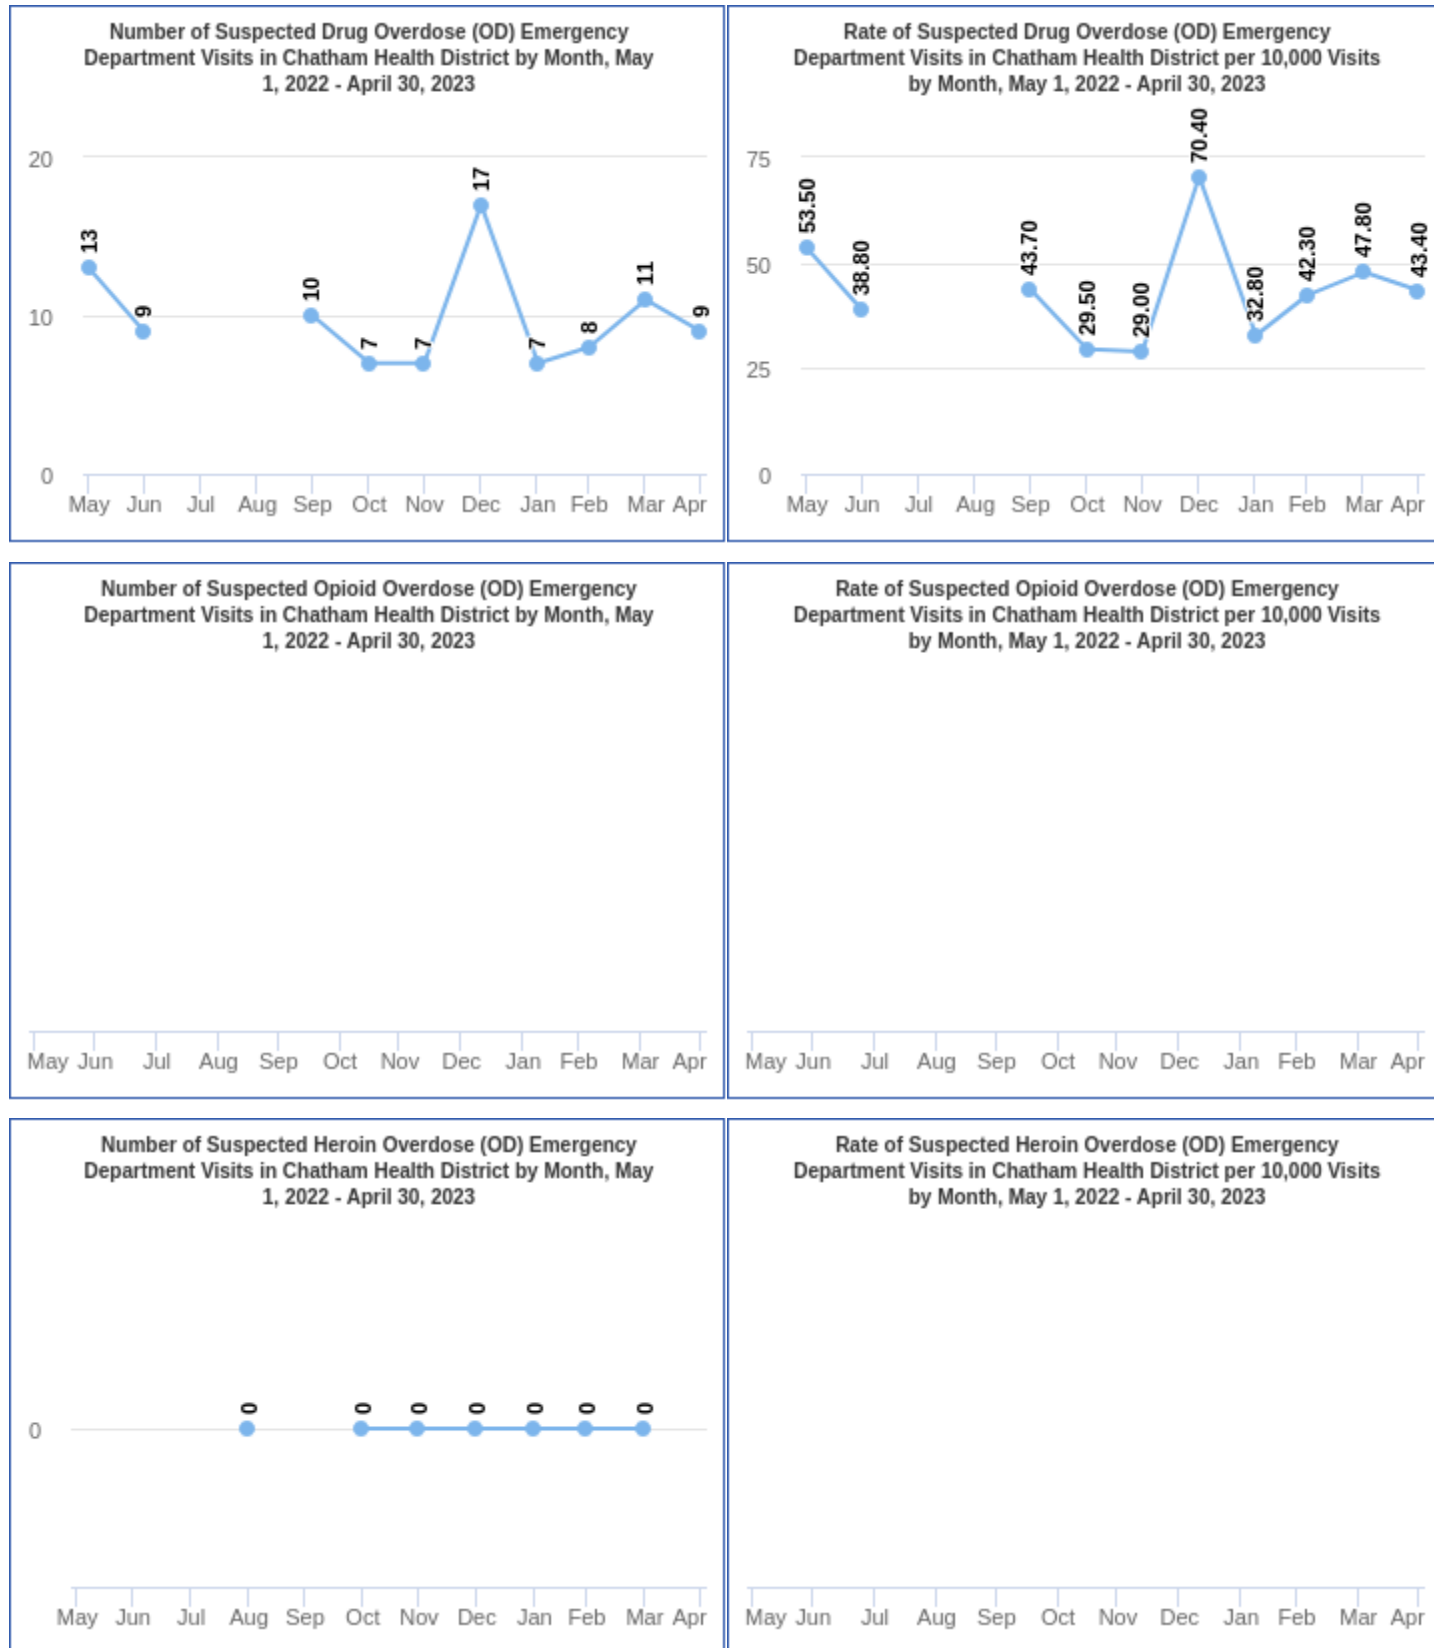 Number of Suspected Drug Overdose (OD) Emergency
Department Visits in Chatham Health District by Month, May
1, 2022 - April 30, 2023
20
10
0
13
9
10
7
7
17
7
8
11
9
May Jun Jul Aug Sep Oct Nov Dec Jan Feb Mar Apr
Rate of Suspected Drug Overdose (OD) Emergency
Department Visits in Chatham Health District per 10,000 Visits
by Month, May 1, 2022 - April 30, 2023
75
50
25
0
53.50
38.80
43.70
29.50
29.00
70.40
32.80
42.30
47.80
43.40
May Jun Jul Aug Sep Oct Nov Dec Jan Feb Mar Apr
Number of Suspected Opioid Overdose (OD) Emergency
Department Visits in Chatham Health District by Month, May
1, 2022 - April 30, 2023
May Jun Jul Aug Sep Oct Nov Dec Jan Feb Mar Apr
Rate of Suspected Opioid Overdose (OD) Emergency
Department Visits in Chatham Health District per 10,000 Visits
by Month, May 1, 2022 - April 30, 2023
May Jun Jul Aug Sep Oct Nov Dec Jan Feb Mar Apr
Number of Suspected Heroin Overdose (OD) Emergency
Department Visits in Chatham Health District by Month, May
1, 2022 - April 30, 2023
0
0
0
0
0
0
0
0
May Jun Jul Aug Sep Oct Nov Dec Jan Feb Mar Apr
Rate of Suspected Heroin Overdose (OD) Emergency
Department Visits in Chatham Health District per 10,000 Visits
by Month, May 1, 2022 - April 30, 2023
May Jun Jul Aug Sep Oct Nov Dec Jan Feb Mar Apr